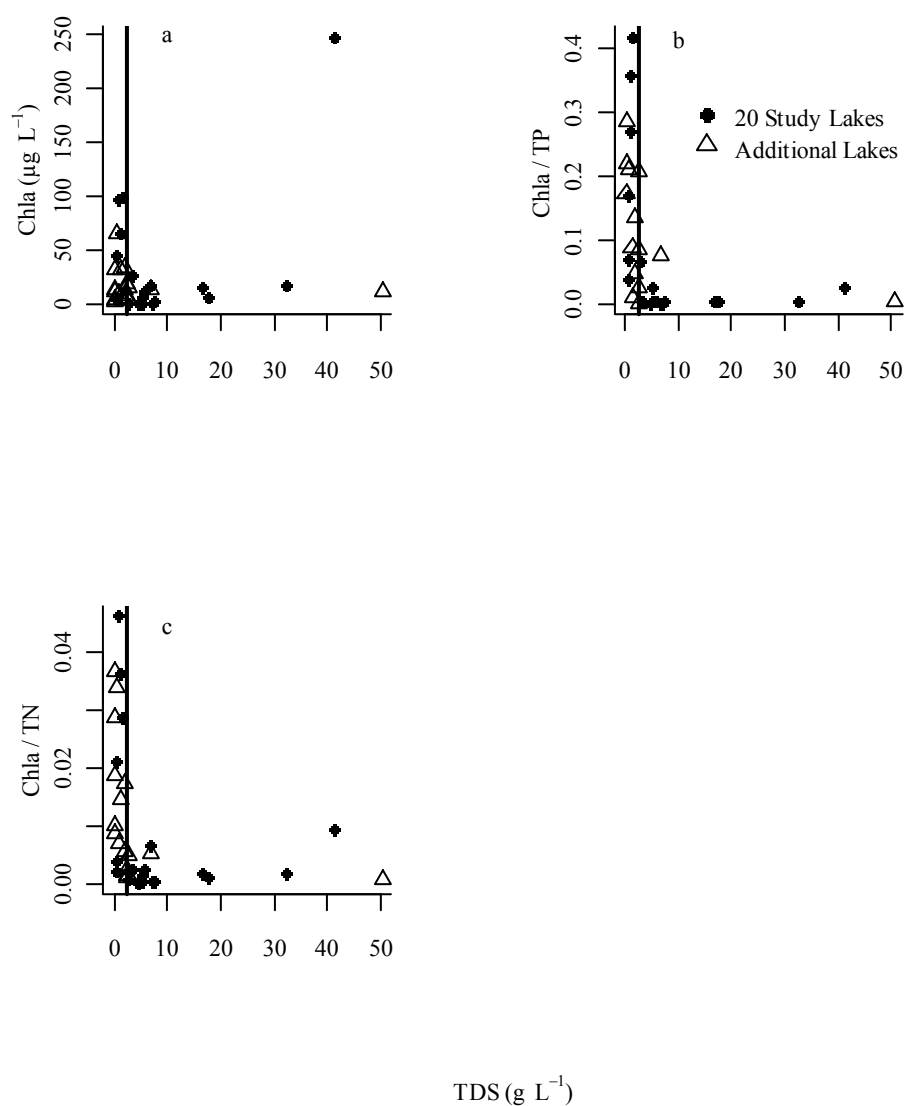 a
Chla (µg L⁻¹)
0 50 100 150 200 250
0 10 20 30 40 50
b
Chla / TP
0.0 0.1 0.2 0.3 0.4
20 Study Lakes
Additional Lakes
0 10 20 30 40 50
c
Chla / TN
0.00 0.02 0.04
0 10 20 30 40 50
TDS (g L⁻¹)